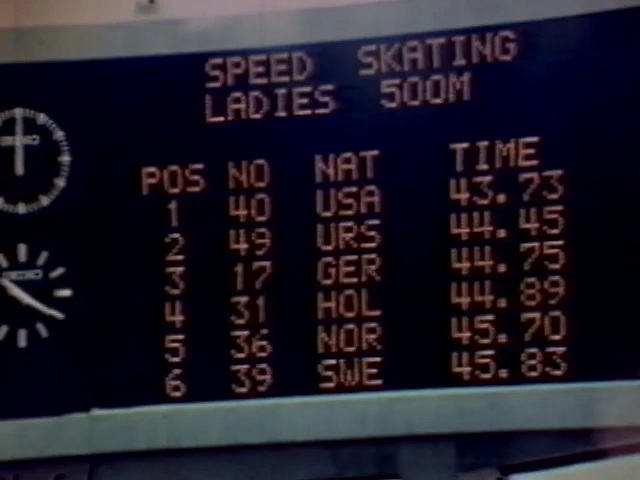 SPEED SKATING
LADIES 500M
POS NO NAT TIME
1 40 USA 43.73
2 49 URS 44.45
3 17 GER 44.75
4 31 HOL 44.89
5 36 NOR 45.70
6 39 SWE 45.83